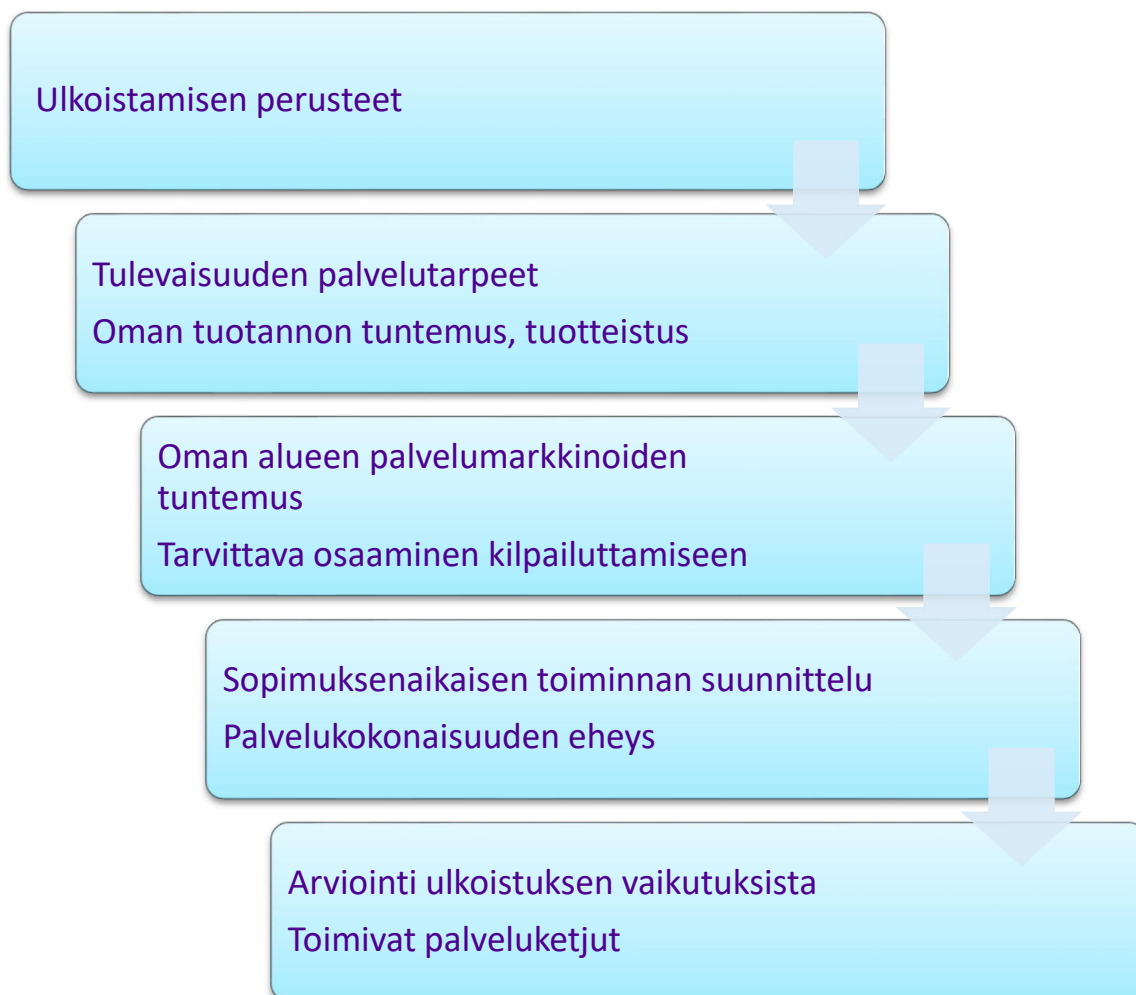 Ulkoistamisen perusteet
Tulevaisuuden palvelutarpeet
Oman tuotannon tuntemus, tuotteistus
Oman alueen palvelumarkkinoiden
tuntemus
Tarvittava osaaminen kilpailuttamiseen
Sopimuksenaikaisen toiminnan suunnittelu
Palvelukokonaisuuden eheys
Arviointi ulkoistuksen vaikutuksista
Toimivat palveluketjut